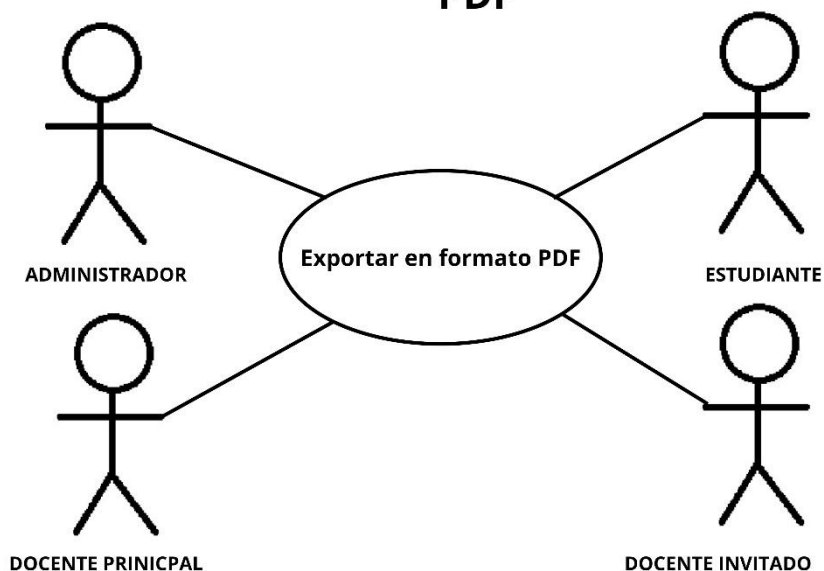 PDF
Exportar en formato PDF
ADMINISTRADOR
ESTUDIANTE
DOCENTE PRINICPAL
DOCENTE INVITADO